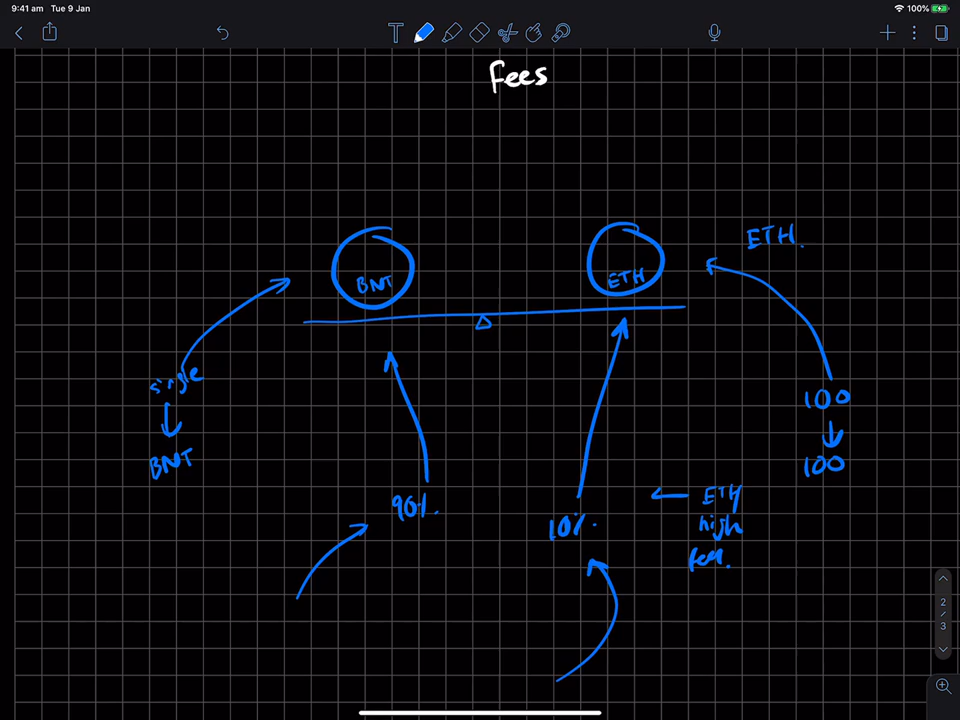 9:41 am Tue 9 Jan
100%
T
Fees
ETH.
BNT
ETH
single
BNT
100
100
90%.
10%.
ETH
high
fees.
2
/
3